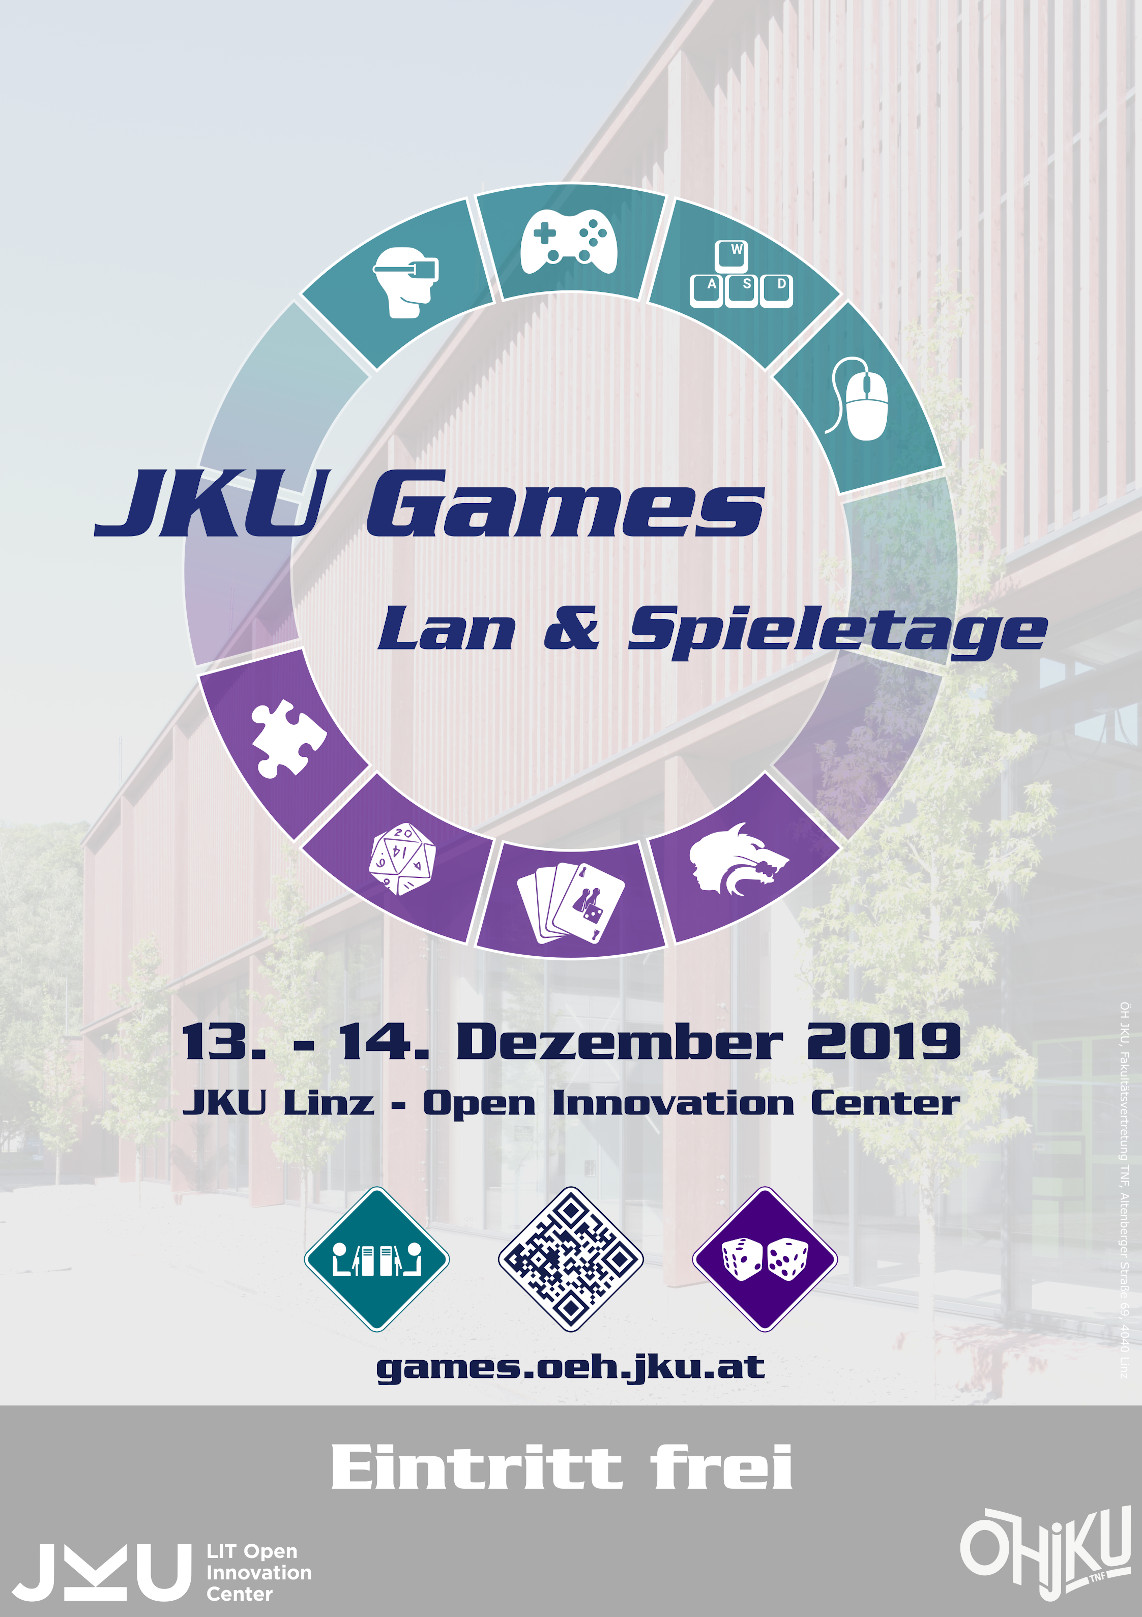 W
A S D
JKU Games
Lan & Spieletage
20
14
13. - 14. Dezember 2019
JKU Linz - Open Innovation Center
games.oeh.jku.at
ÖH JKU, Fakultätsvertretung TNF, Altenberger Straße 69, 4040 Linz
Eintritt frei
JKU LIT Open
Innovation
Center
ÖH JKU
TNF